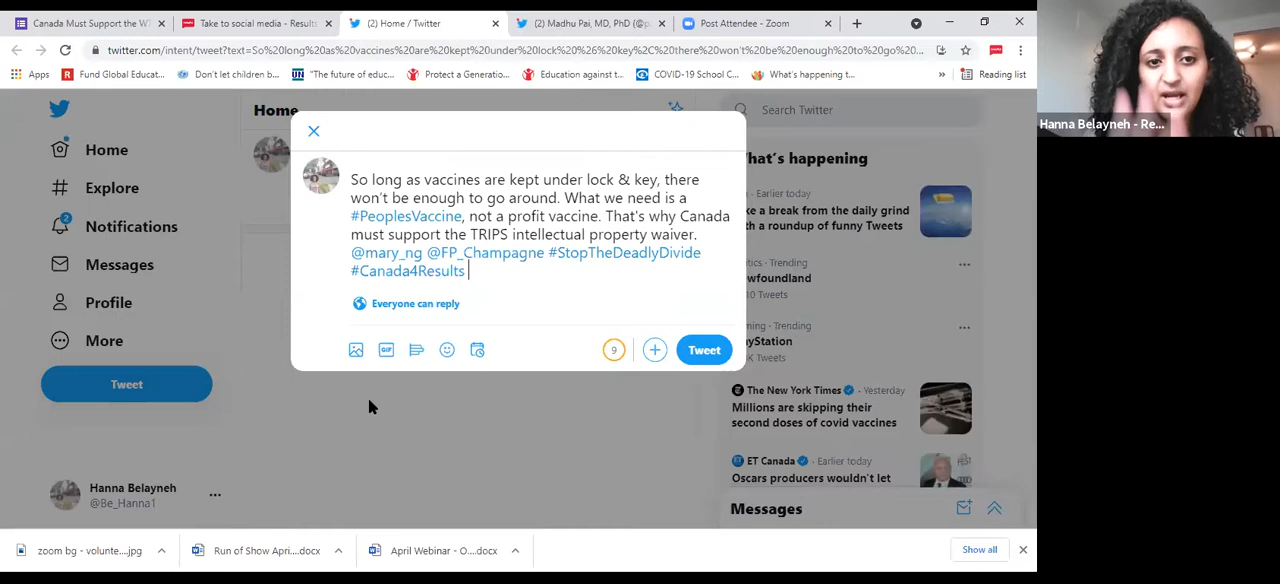 Canada Must Support the W
Take to social media - Results
(2) Home / Twitter
(2) Madhu Pai, MD, PhD (@p
Post Attendee - Zoom
twitter.com/intent/tweet?text=So%20long%20as%20vaccines%20are%20kept%20under%20lock%20%26%20key%2C%20there%20won't%20be%20enough%20to%20go%20...
Apps
Fund Global Educat...
Don't let children b...
"The future of educ...
Protect a Generatio...
Education against t...
COVID-19 School C...
What's happening t...
»
Reading list
Hanna Belayneh - Re...
Home
Explore
2
Notifications
Messages
Profile
More
Tweet
Hanna Belayneh
@Be_Hanna1
Home
So long as vaccines are kept under lock & key, there
won't be enough to go around. What we need is a
#PeoplesVaccine, not a profit vaccine. That's why Canada
must support the TRIPS intellectual property waiver.
@mary_ng @FP_Champagne #StopTheDeadlyDivide
#Canada4Results
Everyone can reply
GIF
9
Tweet
Search Twitter
hat's happening
Earlier today
ke a break from the daily grind
th a roundup of funny Tweets
Trending
wfoundland
10 Tweets
Trending
yStation
K Tweets
The New York Times · Yesterday
Millions are skipping their
second doses of covid vaccines
ET Canada · Earlier today
Oscars producers wouldn't let
Messages
zoom bg - volunte....jpg
Run of Show Apri....docx
April Webinar - O....docx
Show all